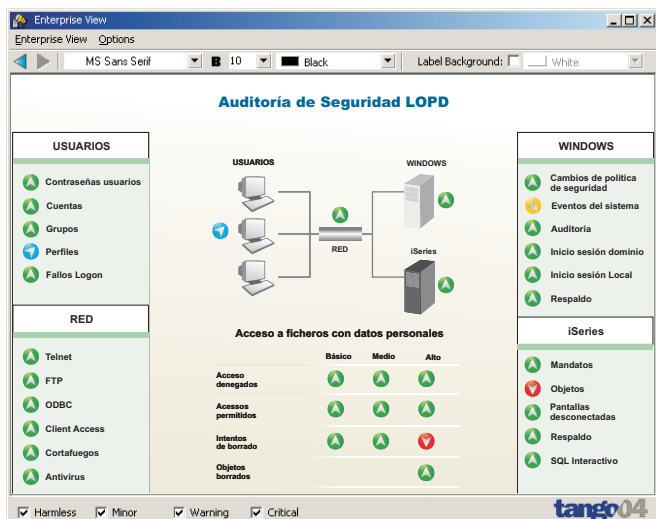 Enterprise View
Enterprise View Options
MS Sans Serif B 10 Black Label Background: White
Auditoría de Seguridad LOPD
USUARIOS
Contraseñas usuarios
Cuentas
Grupos
Perfiles
Fallos Logon
RED
Telnet
FTP
ODBC
Client Access
Cortafuegos
Antivirus
USUARIOS
WINDOWS
RED
iSeries
Acceso a ficheros con datos personales
Básico Medio Alto
Acceso
denegados
Acessos
permitidos
Intentos
de borrado
Objetos
borrados
WINDOWS
Cambios de política
de seguridad
Eventos del sistema
Auditoría
Inicio sesión dominio
Inicio sesión Local
Respaldo
iSeries
Mandatos
Objetos
Pantallas
desconectadas
Respaldo
SQL Interactivo
Harmless Minor Warning Critical
tango04